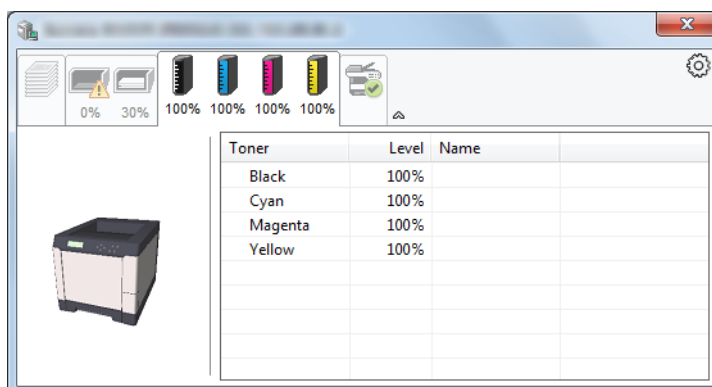 0% 30% 100% 100% 100% 100%
Toner Level Name
Black 100%
Cyan 100%
Magenta 100%
Yellow 100%